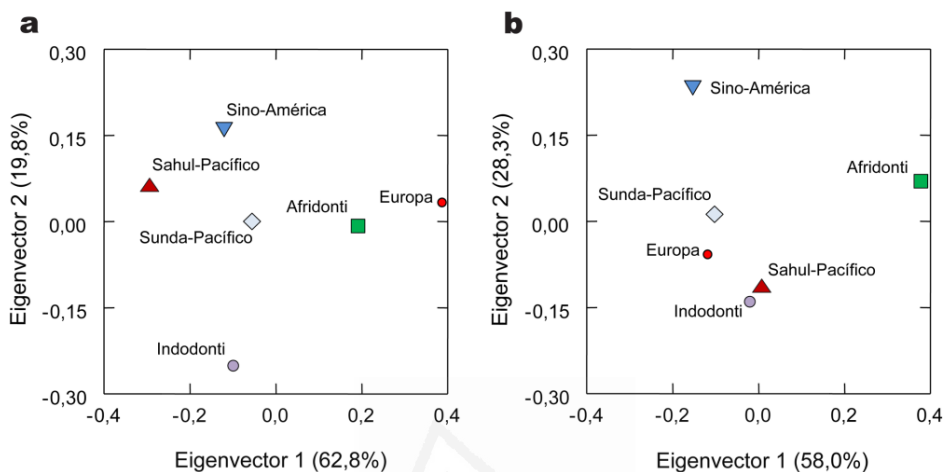 a
0,30
0,15
0,00
-0,15
-0,30
Eigenvector 2 (19,8%)
Sino-América
Sahul-Pacífico
Europa
Afridonti
Sunda-Pacífico
Indodonti
-0,4
-0,2
0,0
0,2
0,4
Eigenvector 1 (62,8%)
b
0,30
0,15
0,00
-0,15
-0,30
Eigenvector 2 (28,3%)
Sino-América
Afridonti
Sunda-Pacífico
Europa
Sahul-Pacífico
Indodonti
-0,4
-0,2
0,0
0,2
0,4
Eigenvector 1 (58,0%)